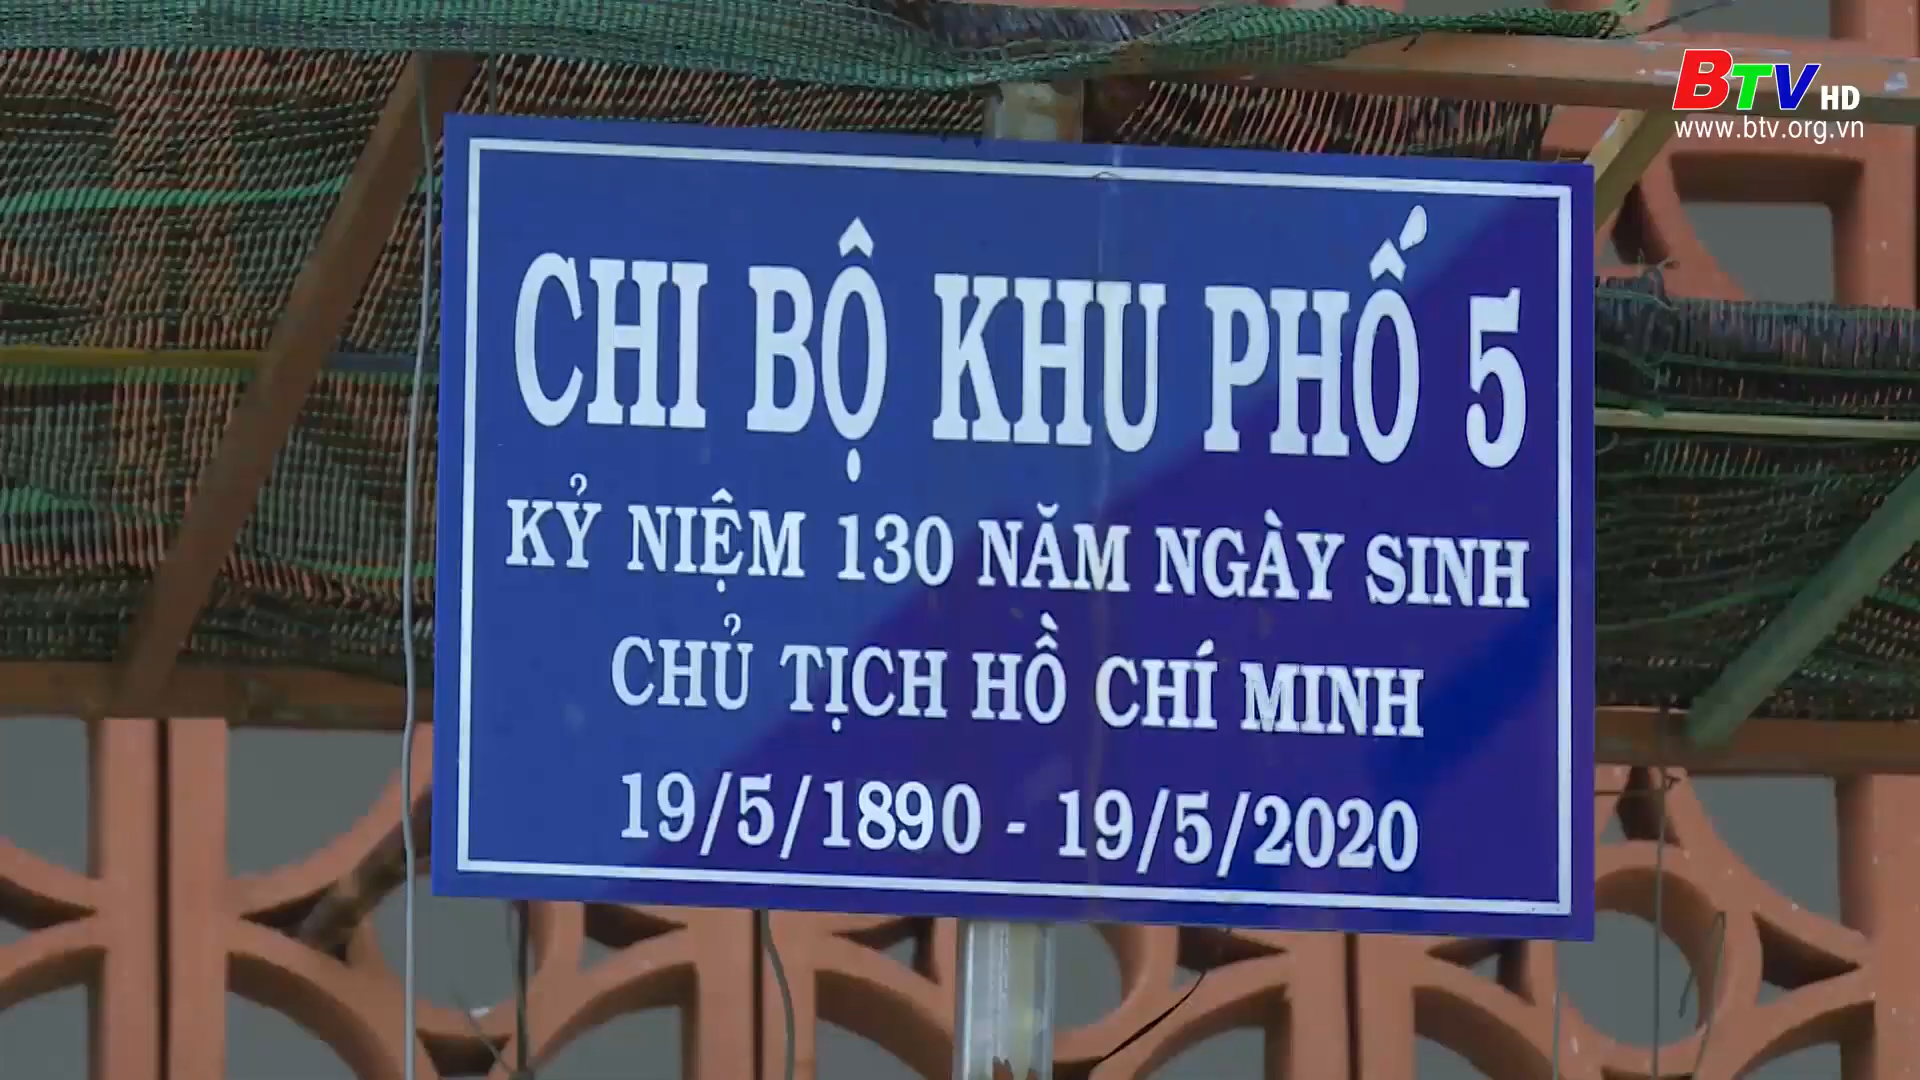 BTV HD
www.btv.org.vn
CHI BỘ KHU PHỐ 5
KỶ NIỆM 130 NĂM NGÀY SINH
CHỦ TỊCH HỒ CHÍ MINH
19/5/1890 - 19/5/2020